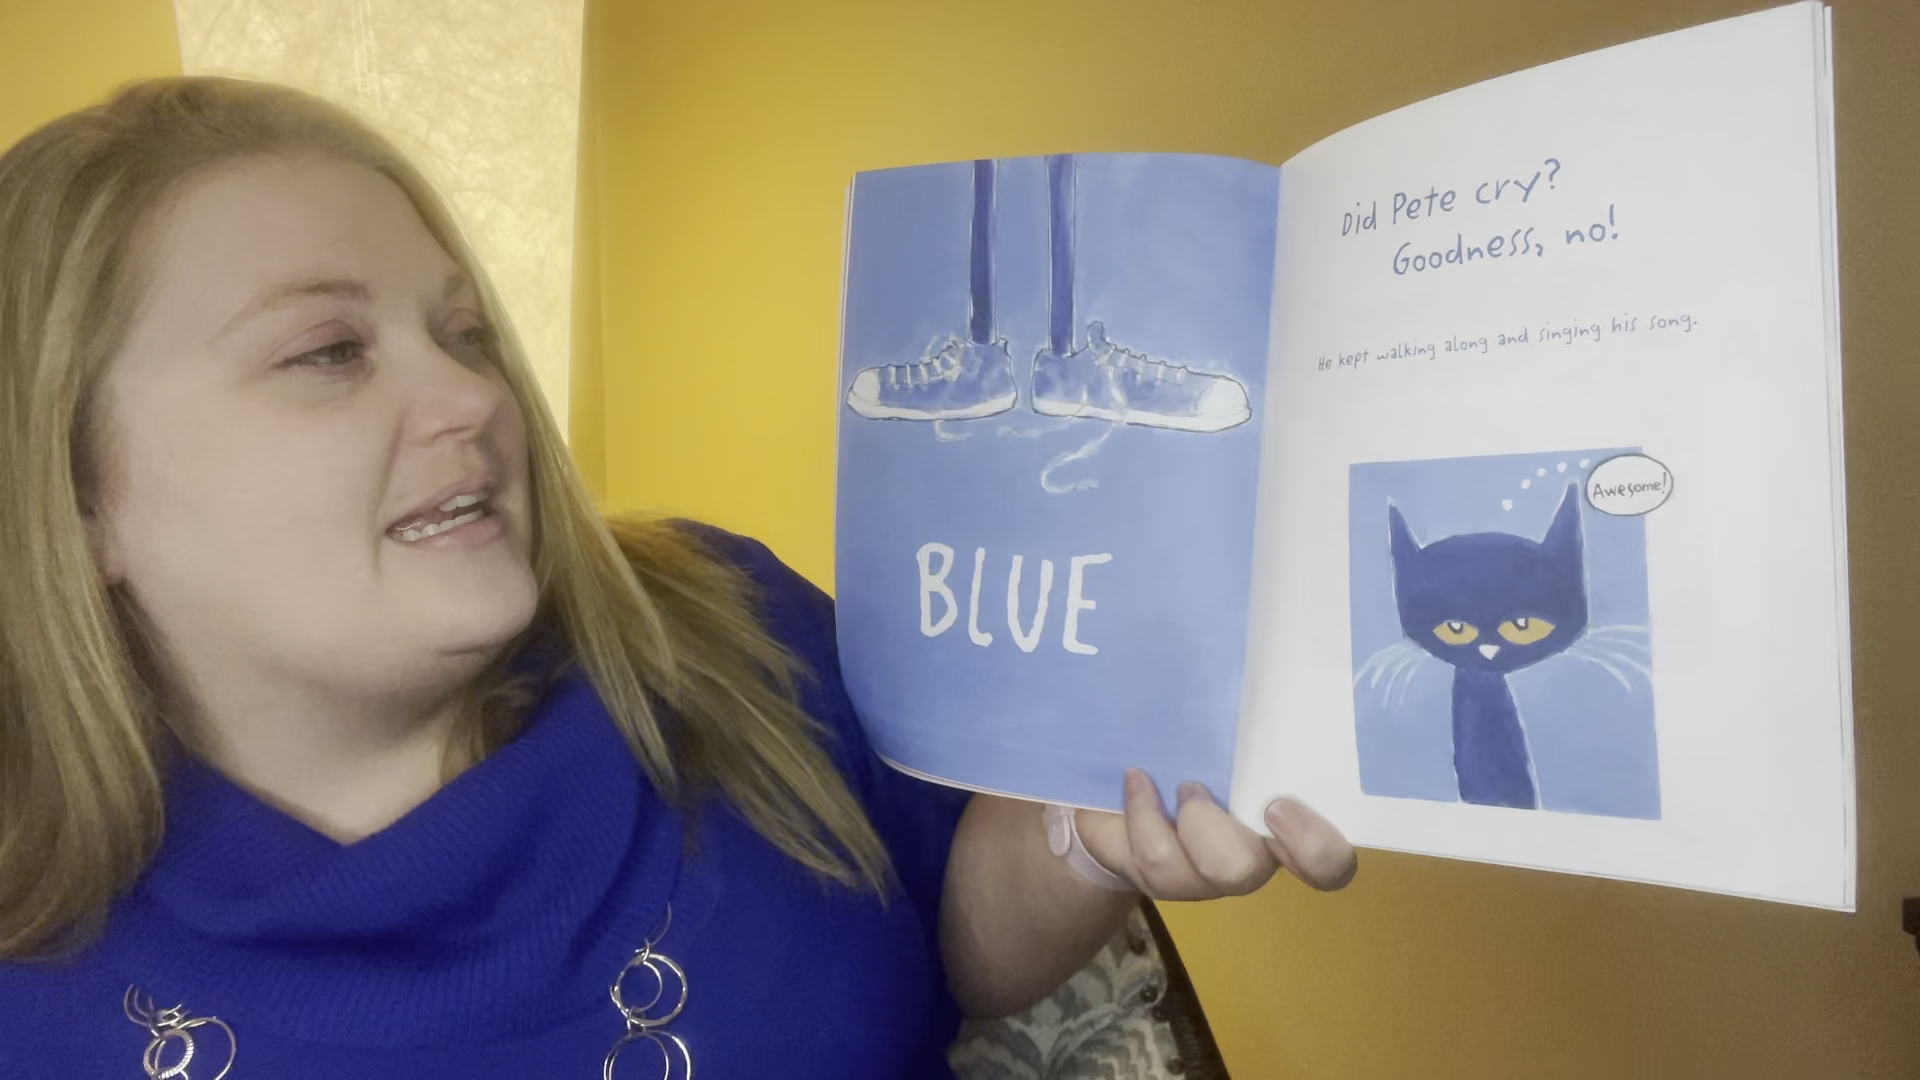 BLUE
Did Pete cry?
Goodness, no!
He kept walking along and singing his song.
Awesome!